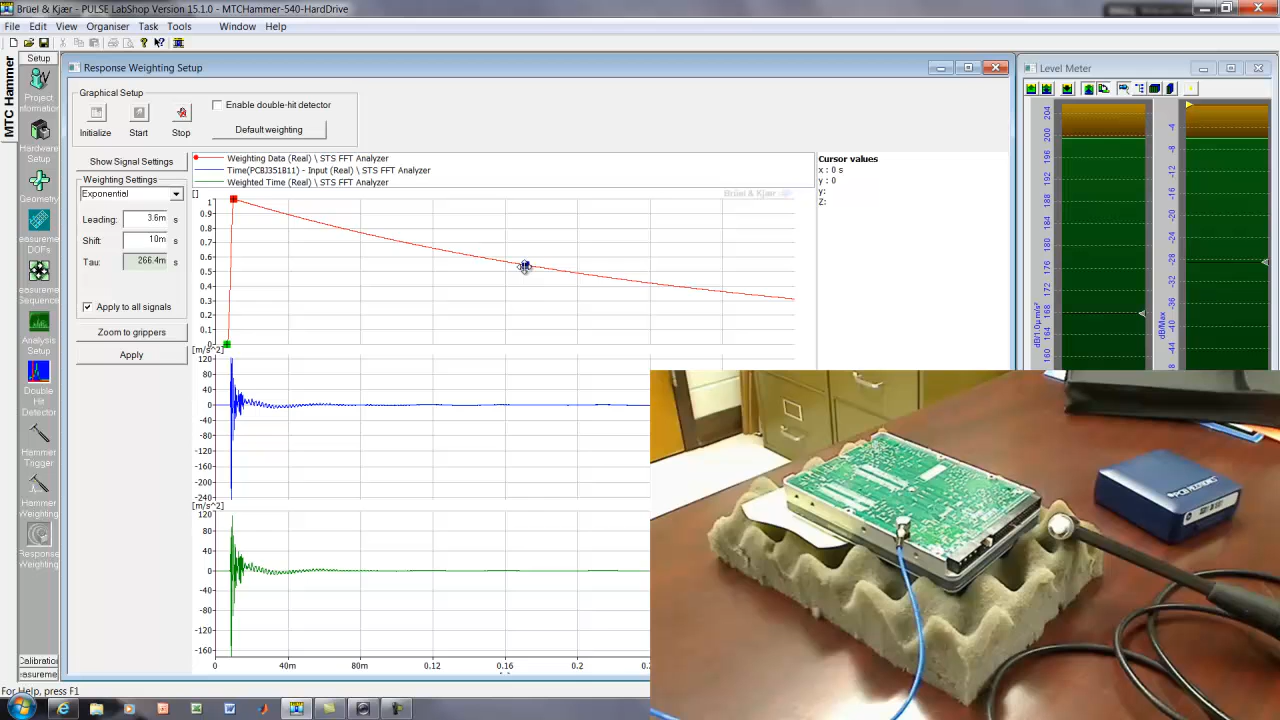 Brüel & Kjær - PULSE LabShop Version 15.1.0 - MTCHammer-540-HardDrive
File Edit View Organiser Task Tools Window Help
MTC Hammer
Setup
Project
Information
Hardware
Setup
Geometry
Measureme
DOFs
Measureme
Sequence
Analysis
Setup
Double
Hit
Detector
Hammer
Trigger
Hammer
Weighting
Response
Weighting
Calibratio
easureme
Response Weighting Setup
Graphical Setup
Initialize Start Stop
Enable double-hit detector
Default weighting
Show Signal Settings
Weighting Settings
Exponential
Leading: 3.6m s
Shift: 10m s
Tau: 266.4m s
Apply to all signals
Zoom to grippers
Apply
Weighting Data (Real) \ STS FFT Analyzer
Time(PCBJ351B11) - Input (Real) \ STS FFT Analyzer
Weighted Time (Real) \ STS FFT Analyzer
Brüel & Kjær
[]
1
0.9
0.8
0.7
0.6
0.5
0.4
0.3
0.2
0.1
0
[m/s^2]
120
80
40
0
-40
-80
-120
-160
-200
-240
[m/s^2]
120
80
40
0
-40
-80
-120
-160
0 40m 80m 0.12 0.16 0.2
Cursor values
x : 0 s
y : 0
y:
Z:
Level Meter
204
200
196
192
188
184
180
176
172
168
164
160
dB/1.0µ m/s²
-4
-8
-12
-16
-20
-24
-28
-32
-36
-40
-44
dB/Max
PCB PIEZOTRONICS
For Help, press F1